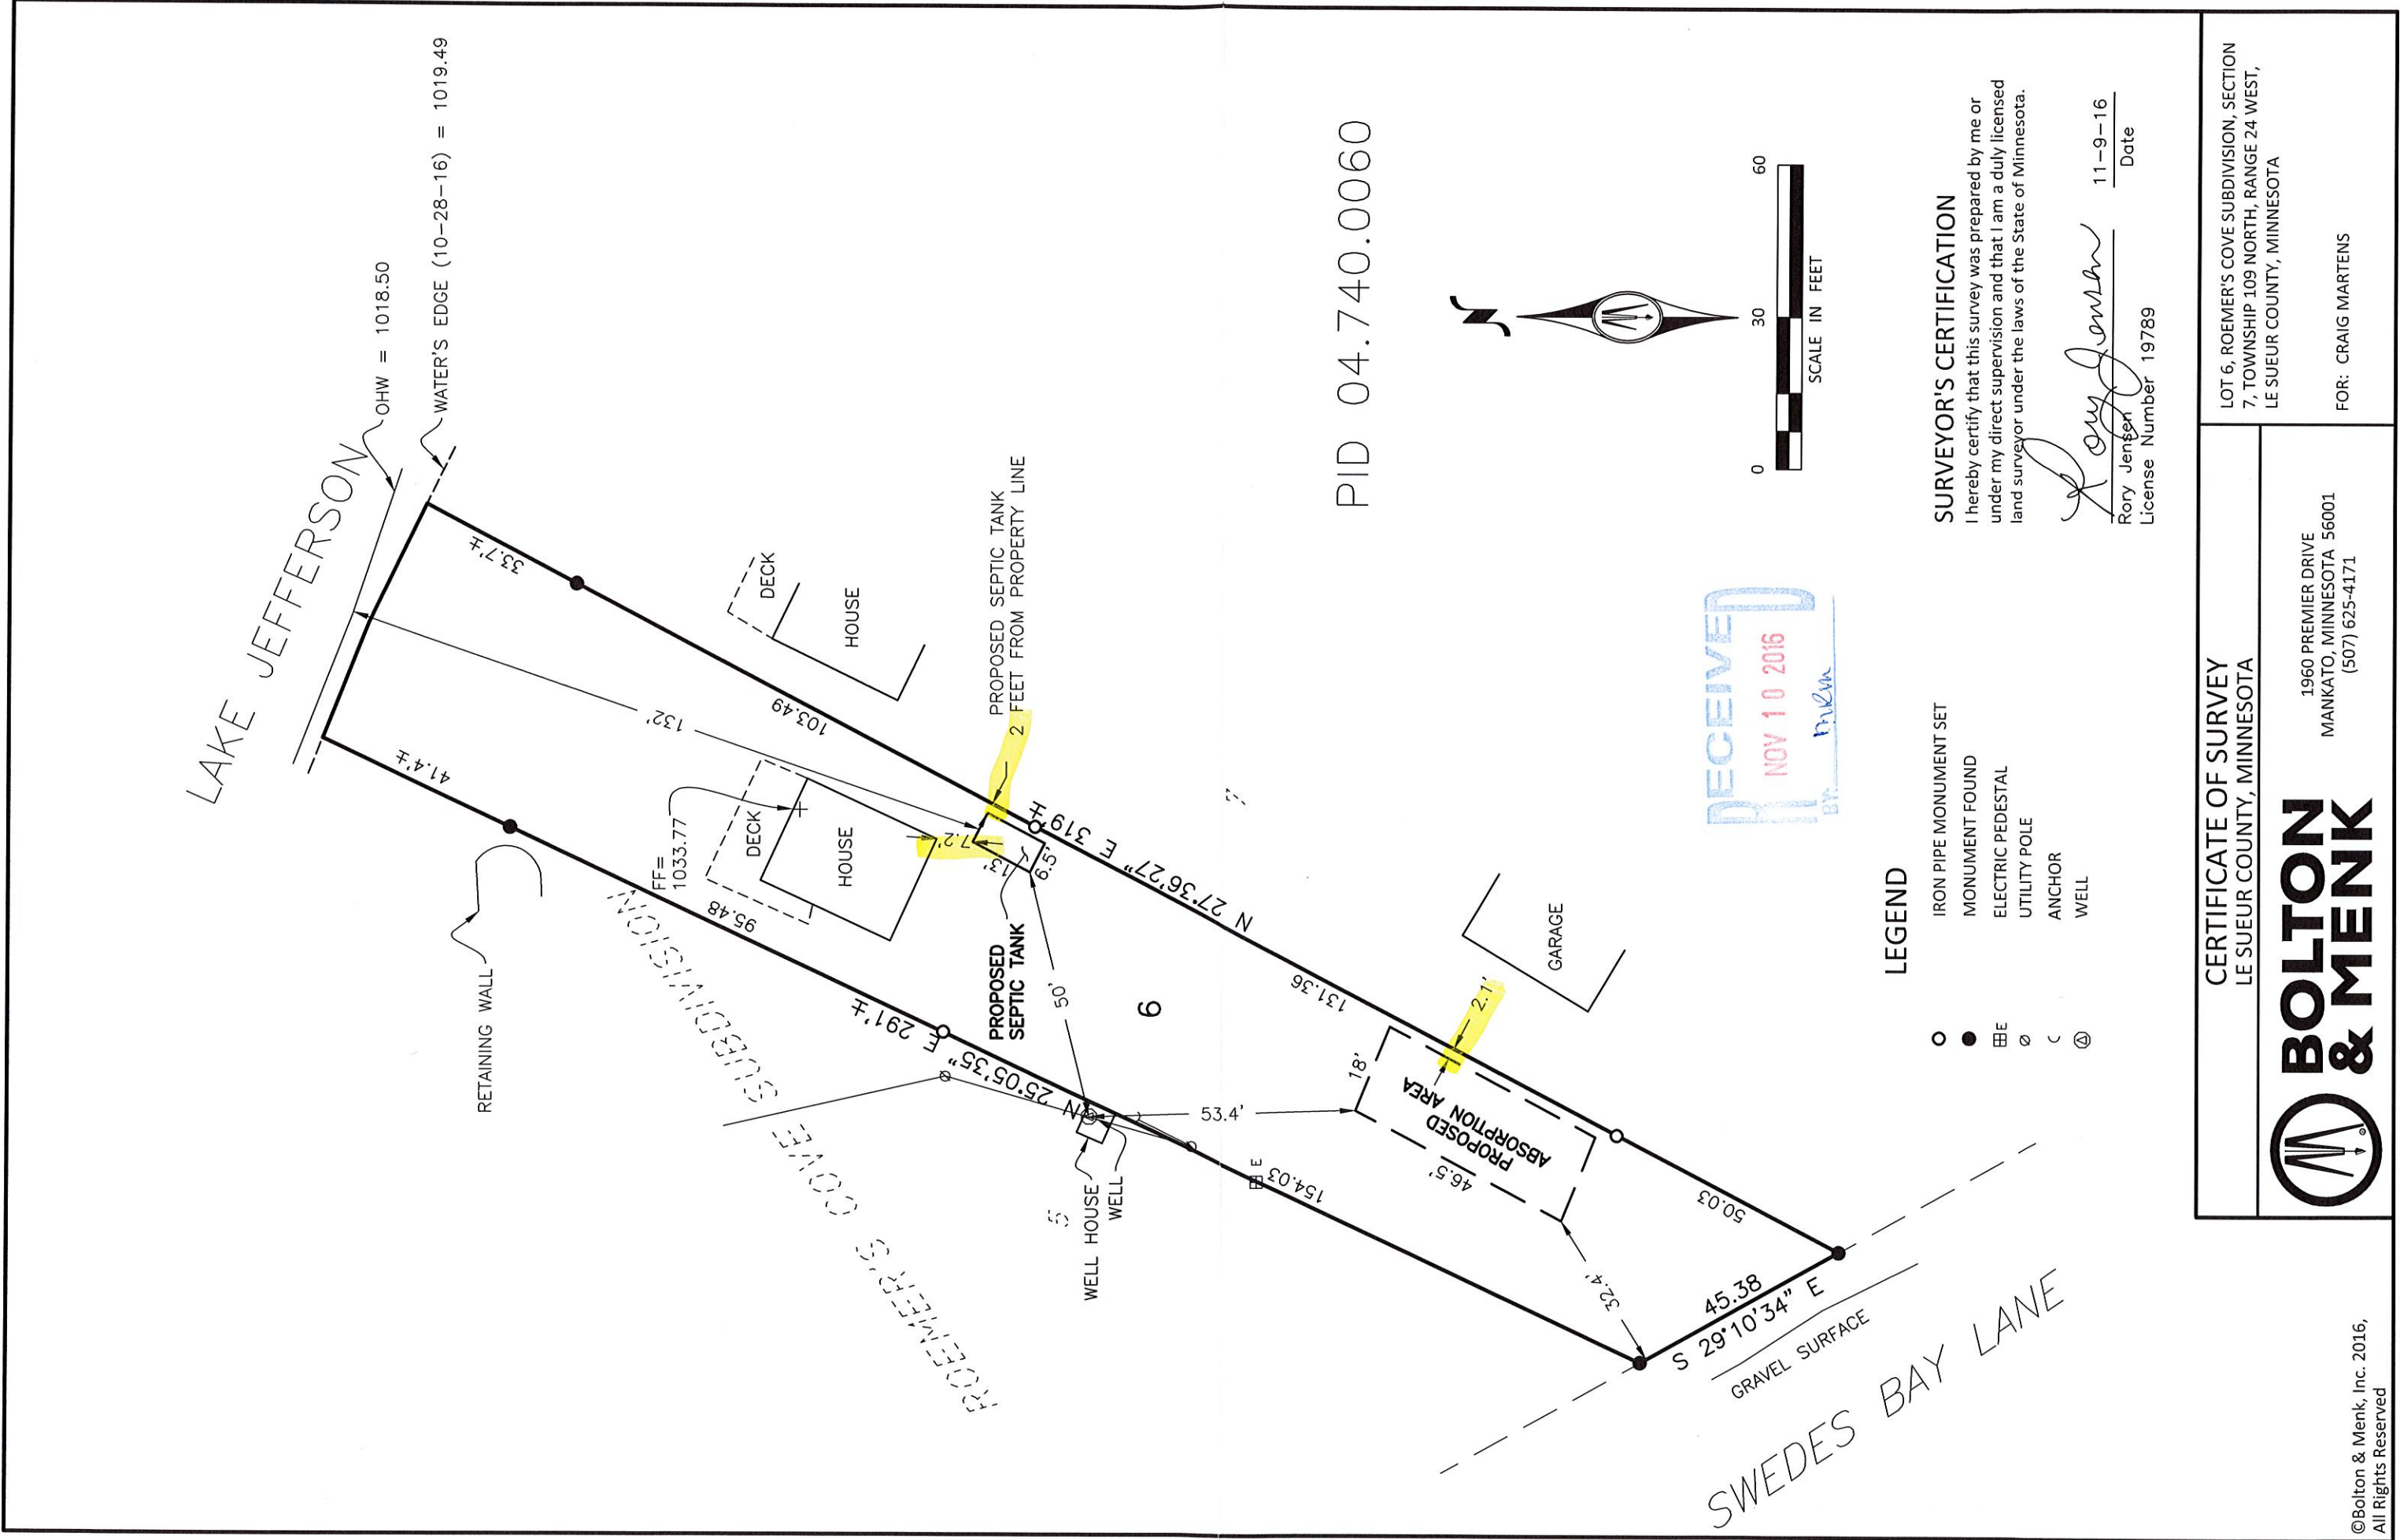 LAKE JEFFERSON
OHW = 1018.50
WATER'S EDGE (10-28-16) = 1019.49
33.7'±
41.4'±
132'
103.49
95.48
RETAINING WALL
FF=
1033.77
DECK
HOUSE
DECK
HOUSE
PROPOSED SEPTIC TANK
2 FEET FROM PROPERTY LINE
7.2'
13'
9.5'
PROPOSED
SEPTIC TANK
N 27°36'27" E 319'±
N 25°05'35" E 291'±
50'
6
ROEMER'S COVE SUBDIVISION
5
WELL HOUSE
WELL
53.4'
E
154.03
131.36
GARAGE
2.1'
18'
46.5'
PROPOSED
ABSORPTION AREA
32.4'
50.03
45.38
S 29°10'34" E
GRAVEL SURFACE
SWEDES BAY LANE
PID 04.740.0060
N
0 30 60
SCALE IN FEET
RECEIVED
NOV 10 2016
BY:
LEGEND
IRON PIPE MONUMENT SET
MONUMENT FOUND
E ELECTRIC PEDESTAL
UTILITY POLE
ANCHOR
WELL
SURVEYOR'S CERTIFICATION
I hereby certify that this survey was prepared by me or
under my direct supervision and that I am a duly licensed
land surveyor under the laws of the State of Minnesota.
Rory Jensen
11-9-16
Rory Jensen
Date
License Number 19789
©Bolton & Menk, Inc. 2016,
All Rights Reserved
CERTIFICATE OF SURVEY
LE SUEUR COUNTY, MINNESOTA
BOLTON
& MENK
1960 PREMIER DRIVE
MANKATO, MINNESOTA 56001
(507) 625-4171
LOT 6, ROEMER'S COVE SUBDIVISION, SECTION
7, TOWNSHIP 109 NORTH, RANGE 24 WEST,
LE SUEUR COUNTY, MINNESOTA
FOR: CRAIG MARTENS